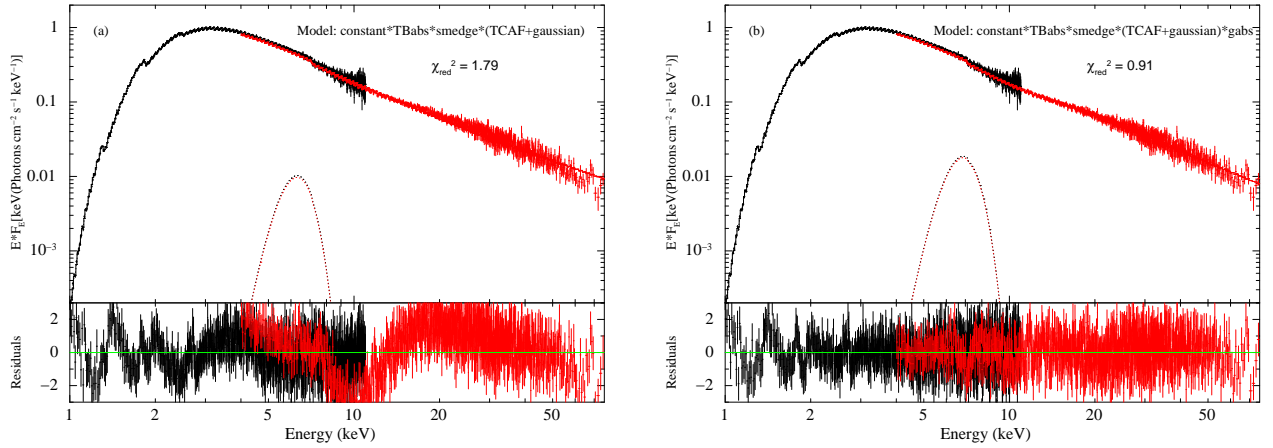 (a) Model: constant*TBabs*smedge*(TCAF+gaussian)
χred² = 1.79
E*F_E[keV(Photons cm⁻² s⁻¹ keV⁻¹)]
1
0.1
0.01
10⁻³
Residuals
2
0
−2
1 2 5 10 20 50
Energy (keV)
(b) Model: constant*TBabs*smedge*(TCAF+gaussian)*gabs
χred² = 0.91
E*F_E[keV(Photons cm⁻² s⁻¹ keV⁻¹)]
1
0.1
0.01
10⁻³
Residuals
2
0
−2
1 2 5 10 20 50
Energy (keV)